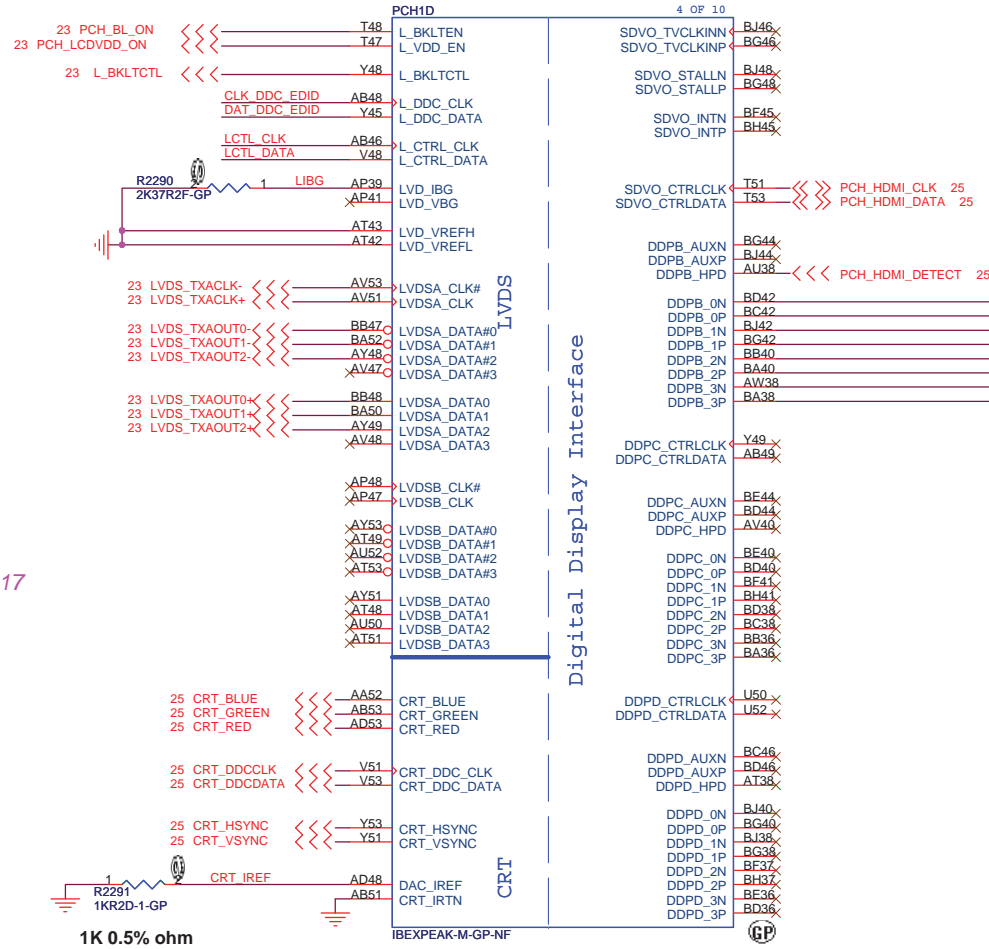 PCH1D
4 OF 10
23 PCH_BL_ON
T48
L_BKLTEN
23 PCH_LCDVDD_ON
T47
L_VDD_EN
23 L_BKLTCTL
Y48
L_BKLTCTL
CLK_DDC_EDID
AB48
L_DDC_CLK
DAT_DDC_EDID
Y45
L_DDC_DATA
LCTL_CLK
AB46
L_CTRL_CLK
LCTL_DATA
V48
L_CTRL_DATA
R2290
2K37R2F-GP
2
1
LIBG
AP39
LVD_IBG
AP41
LVD_VBG
AT43
LVD_VREFH
AT42
LVD_VREFL
LVDS
23 LVDS_TXACLK-
AV53
LVDSA_CLK#
23 LVDS_TXACLK+
AV51
LVDSA_CLK
23 LVDS_TXAOUT0-
BB47
LVDSA_DATA#0
23 LVDS_TXAOUT1-
BA52
LVDSA_DATA#1
23 LVDS_TXAOUT2-
AY48
LVDSA_DATA#2
AV47
LVDSA_DATA#3
23 LVDS_TXAOUT0+
BB48
LVDSA_DATA0
23 LVDS_TXAOUT1+
BA50
LVDSA_DATA1
23 LVDS_TXAOUT2+
AY49
LVDSA_DATA2
AV48
LVDSA_DATA3
AP48
LVDSB_CLK#
AP47
LVDSB_CLK
AY53
LVDSB_DATA#0
AT49
LVDSB_DATA#1
AU52
LVDSB_DATA#2
AT53
LVDSB_DATA#3
17
AY51
LVDSB_DATA0
AT48
LVDSB_DATA1
AU50
LVDSB_DATA2
AT51
LVDSB_DATA3
25 CRT_BLUE
AA52
CRT_BLUE
25 CRT_GREEN
AB53
CRT_GREEN
25 CRT_RED
AD53
CRT_RED
25 CRT_DDCCLK
V51
CRT_DDC_CLK
25 CRT_DDCDATA
V53
CRT_DDC_DATA
25 CRT_HSYNC
Y53
CRT_HSYNC
25 CRT_VSYNC
Y51
CRT_VSYNC
CRT
1
2
R2291
1KR2D-1-GP
CRT_IREF
AD48
DAC_IREF
AB51
CRT_IRTN
1K 0.5% ohm
IBEXPEAK-M-GP-NF
Digital Display Interface
SDVO_TVCLKINN
BJ46
SDVO_TVCLKINP
BG46
SDVO_STALLN
BJ48
SDVO_STALLP
BG48
SDVO_INTN
BF45
SDVO_INTP
BH45
SDVO_CTRLCLK
T51
PCH_HDMI_CLK 25
SDVO_CTRLDATA
T53
PCH_HDMI_DATA 25
DDPB_AUXN
BG44
DDPB_AUXP
BJ44
DDPB_HPD
AU38
PCH_HDMI_DETECT 25
DDPB_0N
BD42
DDPB_0P
BC42
DDPB_1N
BJ42
DDPB_1P
BG42
DDPB_2N
BB40
DDPB_2P
BA40
DDPB_3N
AW38
DDPB_3P
BA38
DDPC_CTRLCLK
Y49
DDPC_CTRLDATA
AB49
DDPC_AUXN
BE44
DDPC_AUXP
BD44
DDPC_HPD
AV40
DDPC_0N
BE40
DDPC_0P
BD40
DDPC_1N
BF41
DDPC_1P
BH41
DDPC_2N
BD38
DDPC_2P
BC38
DDPC_3N
BB36
DDPC_3P
BA36
DDPD_CTRLCLK
U50
DDPD_CTRLDATA
U52
DDPD_AUXN
BC46
DDPD_AUXP
BD46
DDPD_HPD
AT38
DDPD_0N
BJ40
DDPD_0P
BG40
DDPD_1N
BJ38
DDPD_1P
BG38
DDPD_2N
BF37
DDPD_2P
BH37
DDPD_3N
BE36
DDPD_3P
BD36
GP